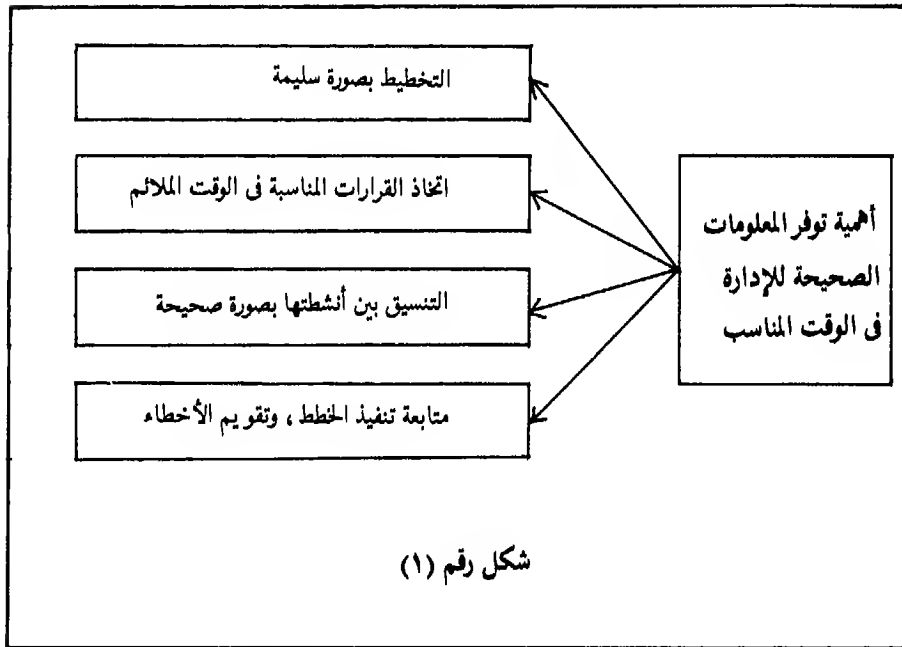 أهمية توفر المعلومات
الصحيحة للإدارة
فى الوقت المناسب
التخطيط بصورة سليمة
اتخاذ القرارات المناسبة فى الوقت الملائم
التنسيق بين أنشطتها بصورة صحيحة
متابعة تنفيذ الخطط ، وتقويم الأخطاء
شكل رقم (١)